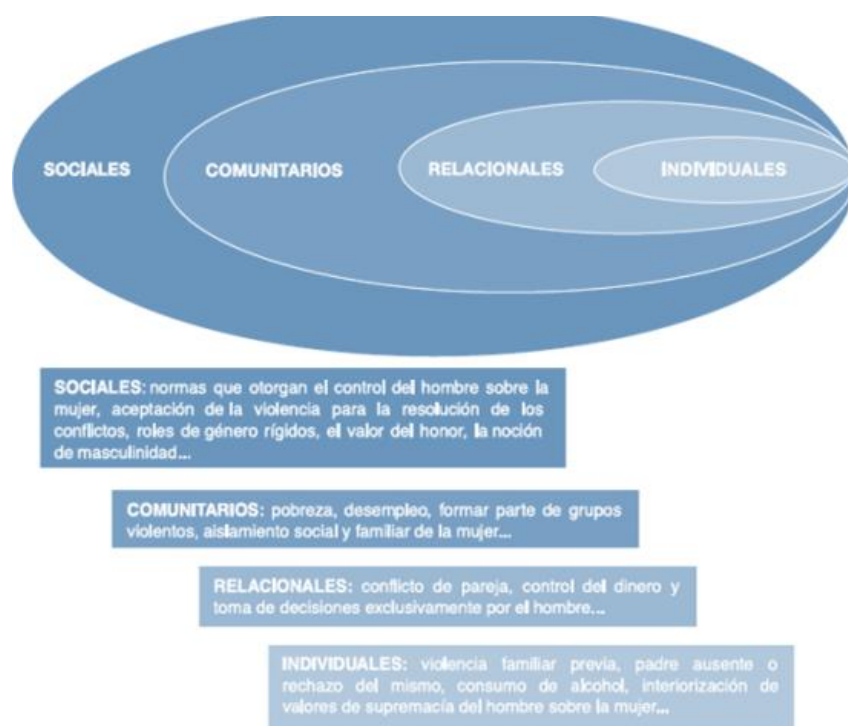 SOCIALES COMUNITARIOS RELACIONALES INDIVIDUALES
SOCIALES: normas que otorgan el control del hombre sobre la
mujer, aceptación de la violencia para la resolución de los
conflictos, roles de género rígidos, el valor del honor, la noción
de masculinidad...
COMUNITARIOS: pobreza, desempleo, formar parte de grupos
violentos, aislamiento social y familiar de la mujer...
RELACIONALES: conflicto de pareja, control del dinero y
toma de decisiones exclusivamente por el hombre...
INDIVIDUALES: violencia familiar previa, padre ausente o
rechazo del mismo, consumo de alcohol, interiorización de
valores de supremacía del hombre sobre la mujer...